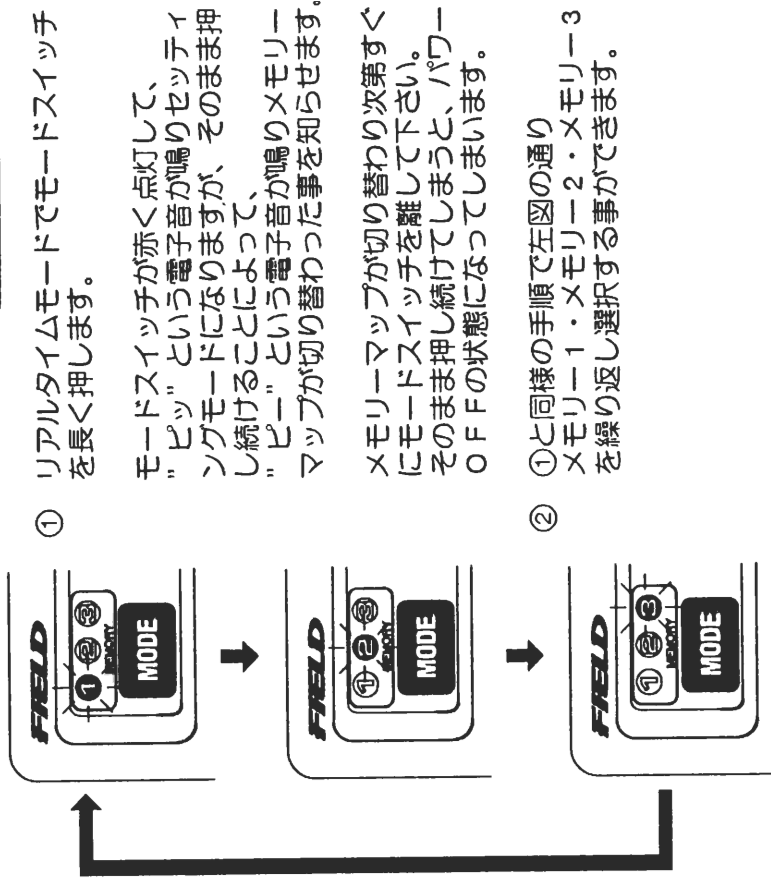 ① リアルタイムモードでモードスイッチ
を長く押します。
モードスイッチが赤く点灯して、
"ピッ"という電子音が鳴りセッティ
ングモードになりますが、そのまま押
し続けることによって、
"ピー"という電子音が鳴りメモリー
マップが切り替わった事を知らせます。
メモリーマップが切り替わり次第すぐ
にモードスイッチを離して下さい。
そのまま押し続けてしまうと、パワー
OFFの状態になってしまいます。
② ①と同様の手順で左図の通り
メモリー1・メモリー2・メモリー3
を繰り返し選択する事ができます。
FIELD
① ② ③
MEMORY
MODE
FIELD
① ② ③
MEMORY
MODE
FIELD
① ② ③
MEMORY
MODE